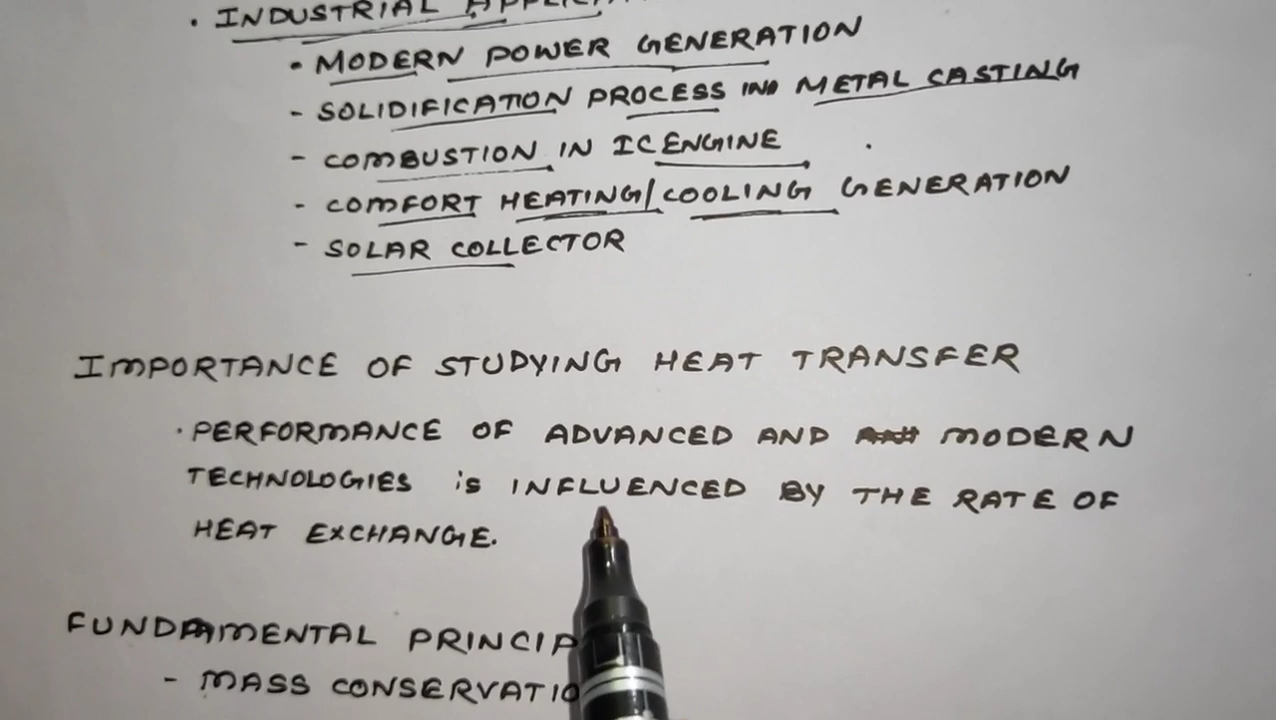 . INDUSTRIAL
• MODERN POWER GENERATION
- SOLIDIFICATION PROCESS IN METAL CASTING
- COMBUSTION IN IC ENGINE
- COMFORT HEATING/COOLING GENERATION
- SOLAR COLLECTOR
IMPORTANCE OF STUDYING HEAT TRANSFER
. PERFORMANCE OF ADVANCED AND MODERN
TECHNOLOGIES is INFLUENCED BY THE RATE OF
HEAT EXCHANGE.
FUNDAMENTAL PRINCIP
- MASS CONSERVATIO